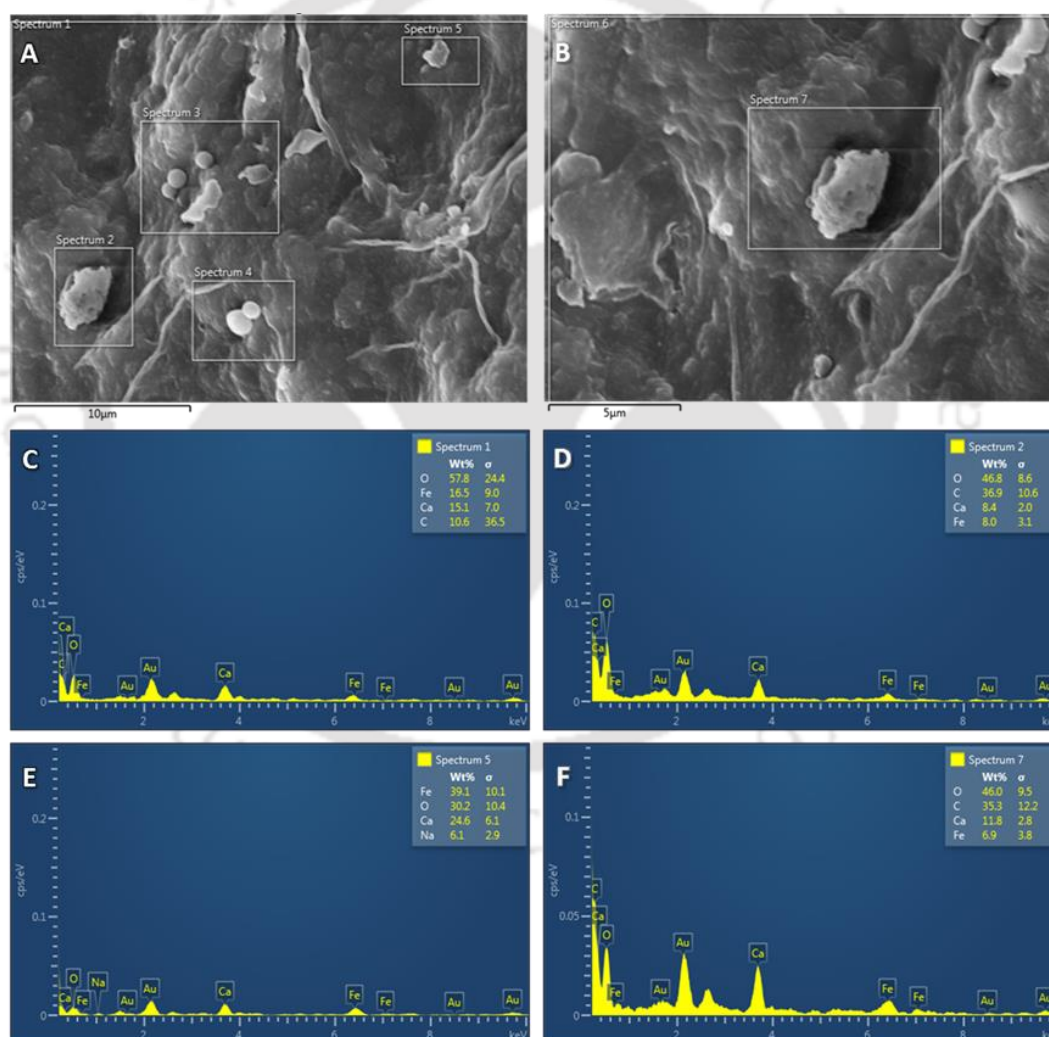 Spectrum 1
A
Spectrum 5
Spectrum 3
Spectrum 2
Spectrum 4
10μm
Spectrum 6
B
Spectrum 7
5μm
C
Spectrum 1
Wt% σ
O 57.8 24.4
Fe 16.5 9.0
Ca 15.1 7.0
C 10.6 36.5
cps/eV
0.2
0.1
0
Ca
O
C
Fe
Au
Au
Ca
Fe
Fe
Au
Au
2 4 6 8 keV
D
Spectrum 2
Wt% σ
O 46.8 8.6
C 36.9 10.6
Ca 8.4 2.0
Fe 8.0 3.1
cps/eV
0.2
0.1
0
O
C
Ca
Fe
Au
Au
Ca
Fe
Fe
Au
2 4 6 8
E
Spectrum 5
Wt% σ
Fe 39.1 10.1
O 30.2 10.4
Ca 24.6 6.1
Na 6.1 2.9
cps/eV
0.2
0.1
0
O
Na
Ca
Fe
Au
Au
Ca
Fe
Fe
Au
Au
2 4 6 8 keV
F
Spectrum 7
Wt% σ
O 46.0 9.5
C 35.3 12.2
Ca 11.8 2.8
Fe 6.9 3.8
cps/eV
0.1
0.05
0
C
Ca
O
Fe
Au
Au
Ca
Fe
Fe
Au
2 4 6 8